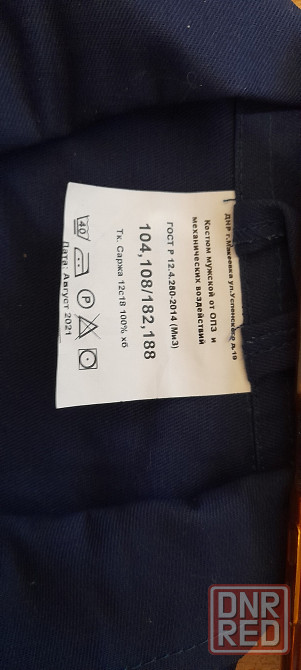 ДНР г.Макеевка ул.Успенского д.19
Костюм мужской от ОПЗ и
механических воздействий
ГОСТ Р 12.4.280-2014 (Ми3)
104,108/182,188
Тк. Саржа 12с18 100% хб
40 P
Дата: Август 2021
DNR
RED